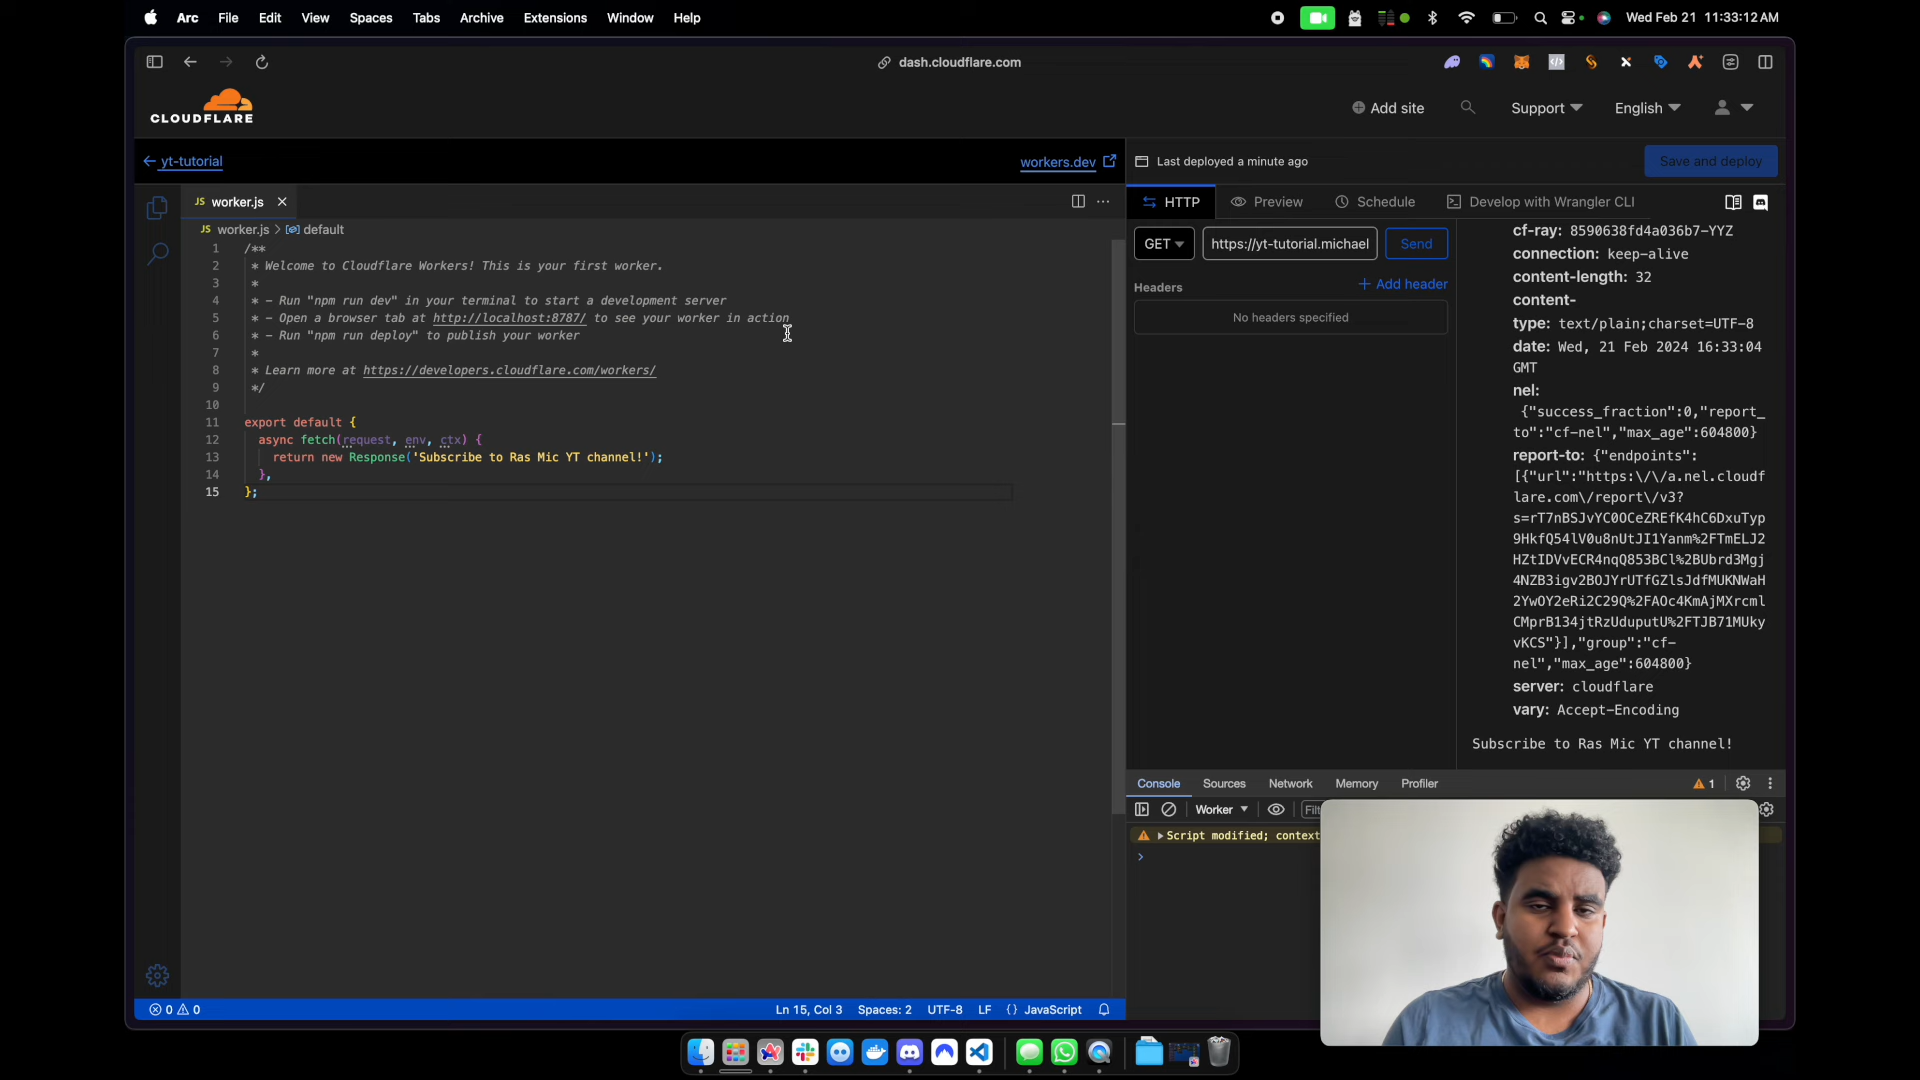 Arc File Edit View Spaces Tabs Archive Extensions Window Help
Wed Feb 21 11:33:12 AM
dash.cloudflare.com
CLOUDFLARE
Add site
Support
English
yt-tutorial
workers.dev
Last deployed a minute ago
Save and deploy
JS worker.js
JS worker.js > default
1 /**
2 * Welcome to Cloudflare Workers! This is your first worker.
3 *
4 * - Run "npm run dev" in your terminal to start a development server
5 * - Open a browser tab at http://localhost:8787/ to see your worker in action
6 * - Run "npm run deploy" to publish your worker
7 *
8 * Learn more at https://developers.cloudflare.com/workers/
9 */
10
11 export default {
12 async fetch(request, env, ctx) {
13 return new Response('Subscribe to Ras Mic YT channel!');
14 },
15 };
HTTP Preview Schedule Develop with Wrangler CLI
GET https://yt-tutorial.michael Send
Headers
+ Add header
No headers specified
cf-ray: 8590638fd4a036b7-YYZ
connection: keep-alive
content-length: 32
content-
type: text/plain;charset=UTF-8
date: Wed, 21 Feb 2024 16:33:04
GMT
nel:
{"success_fraction":0,"report_
to":"cf-nel","max_age":604800}
report-to: {"endpoints":
[{"url":"https:\/\/a.nel.cloudf
lare.com\/report\/v3?
s=rT7nBSJvYC0OCeZREfK4hC6DxuTyp
9HkfQ54lV0u8nUtJI1Yanm%2FTmELJ2
HZtIDVvECR4nqQ853BCl%2BUbrd3Mgj
4NZB3igv2BOJYrUTfGZlsJdfMUKNWaH
2YwOY2eRi2C29Q%2FAOc4KmAjMXrcml
CMprB134jtRzUduputU%2FTJB71MUky
vKCS"}],"group":"cf-
nel","max_age":604800}
server: cloudflare
vary: Accept-Encoding
Subscribe to Ras Mic YT channel!
Console Sources Network Memory Profiler
1
Worker
Filt
Script modified; context
0 0
Ln 15, Col 3 Spaces: 2 UTF-8 LF {} JavaScript